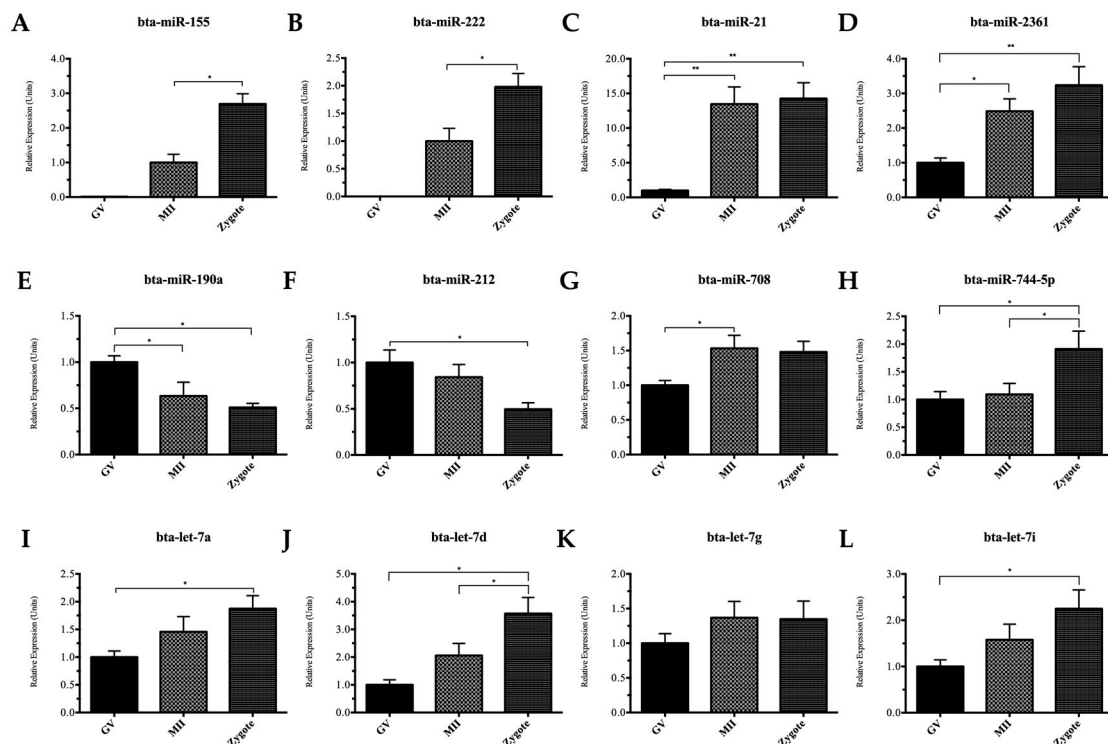 A
bta-miR-155
*
Relative Expression (Units)
4.0
3.0
2.0
1.0
0.0
GV
MII
Zygote
B
bta-miR-222
*
Relative Expression (Units)
2.5
2.0
1.5
1.0
0.5
0.0
GV
MII
Zygote
C
bta-miR-21
**
**
Relative Expression (Units)
20.0
15.0
10.0
5.0
0.0
GV
MII
Zygote
D
bta-miR-2361
**
*
Relative Expression (Units)
4.0
3.0
2.0
1.0
0.0
GV
MII
Zygote
E
bta-miR-190a
*
*
Relative Expression (Units)
1.5
1.0
0.5
0.0
GV
MII
Zygote
F
bta-miR-212
*
Relative Expression (Units)
1.5
1.0
0.5
0.0
GV
MII
Zygote
G
bta-miR-708
*
Relative Expression (Units)
2.0
1.5
1.0
0.5
0.0
GV
MII
Zygote
H
bta-miR-744-5p
*
*
Relative Expression (Units)
2.5
2.0
1.5
1.0
0.5
0.0
GV
MII
Zygote
I
bta-let-7a
*
Relative Expression (Units)
2.5
2.0
1.5
1.0
0.5
0.0
GV
MII
Zygote
J
bta-let-7d
*
*
Relative Expression (Units)
5.0
4.0
3.0
2.0
1.0
0.0
GV
MII
Zygote
K
bta-let-7g
Relative Expression (Units)
2.0
1.5
1.0
0.5
0.0
GV
MII
Zygote
L
bta-let-7i
*
Relative Expression (Units)
3.0
2.0
1.0
0.0
GV
MII
Zygote